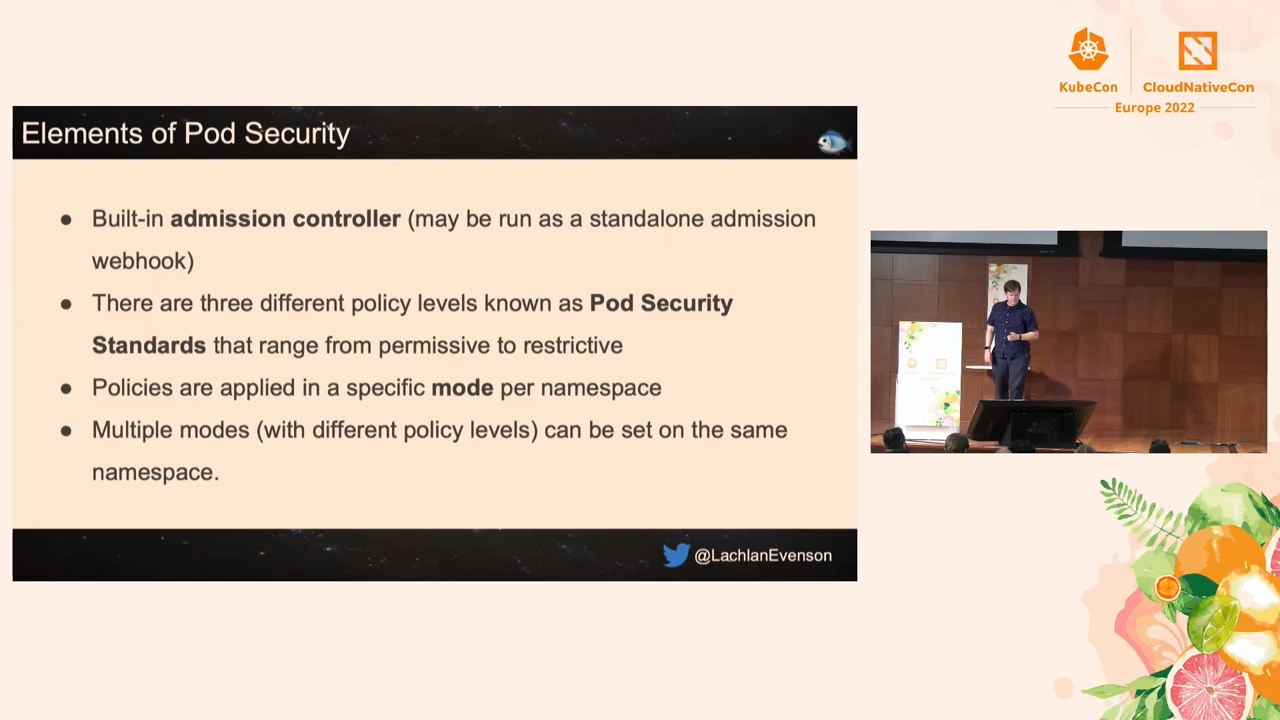 KubeCon
CloudNativeCon
Europe 2022
Elements of Pod Security
● Built-in admission controller (may be run as a standalone admission
webhook)
● There are three different policy levels known as Pod Security
Standards that range from permissive to restrictive
● Policies are applied in a specific mode per namespace
● Multiple modes (with different policy levels) can be set on the same
namespace.
@LachlanEvenson